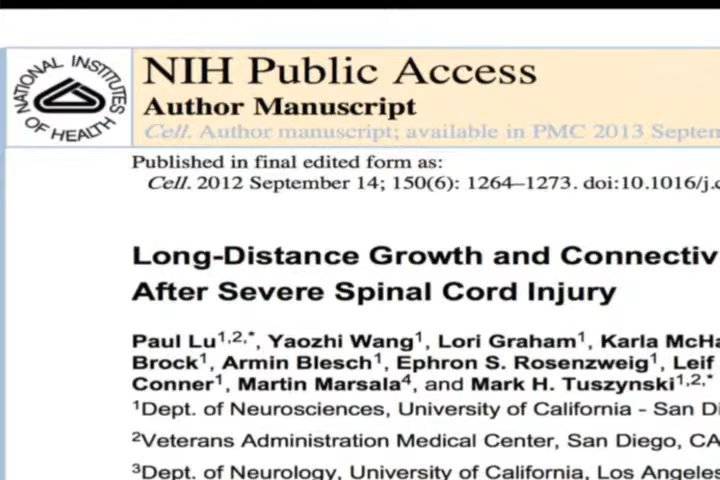 NATIONAL INSTITUTES
OF HEALTH
NIH Public Access
Author Manuscript
Cell. Author manuscript; available in PMC 2013
Published in final edited form as:
Cell. 2012 September 14; 150(6): 1264–1273.
Long-Distance Growth and
After Severe Spinal Cord Injury
Paul Lu1,2,*, Yaozhi Wang1, Lori Graham1, Karla
Brock1, Armin Blesch1, Ephron S. Rosenzweig1, Leif
Conner1, Martin Marsala4, and Mark H. Tuszynski1,2,*
1Dept. of Neurosciences, University of California - San
2Veterans Administration Medical Center, San Diego, CA
3Dept. of Neurology, University of California, Los Angeles